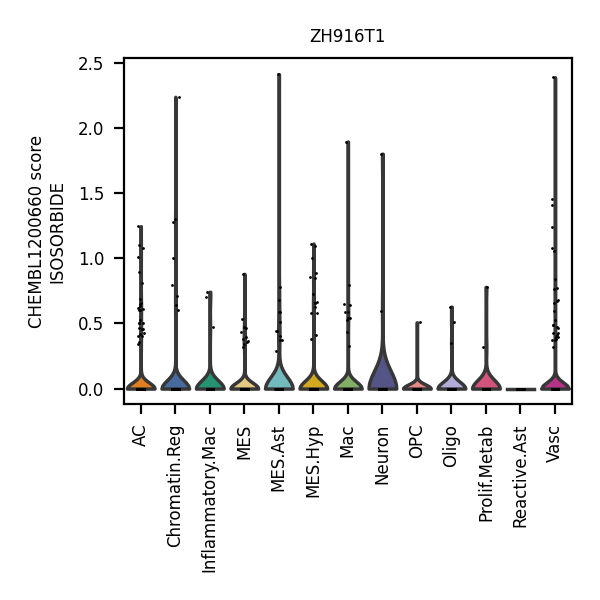 ZH916T1
CHEMBL1200660 score
ISOSORBIDE
2.5
2.0
1.5
1.0
0.5
0.0
AC
Chromatin.Reg
Inflammatory.Mac
MES
MES.Ast
MES.Hyp
Mac
Neuron
OPC
Oligo
Prolif.Metab
Reactive.Ast
Vasc